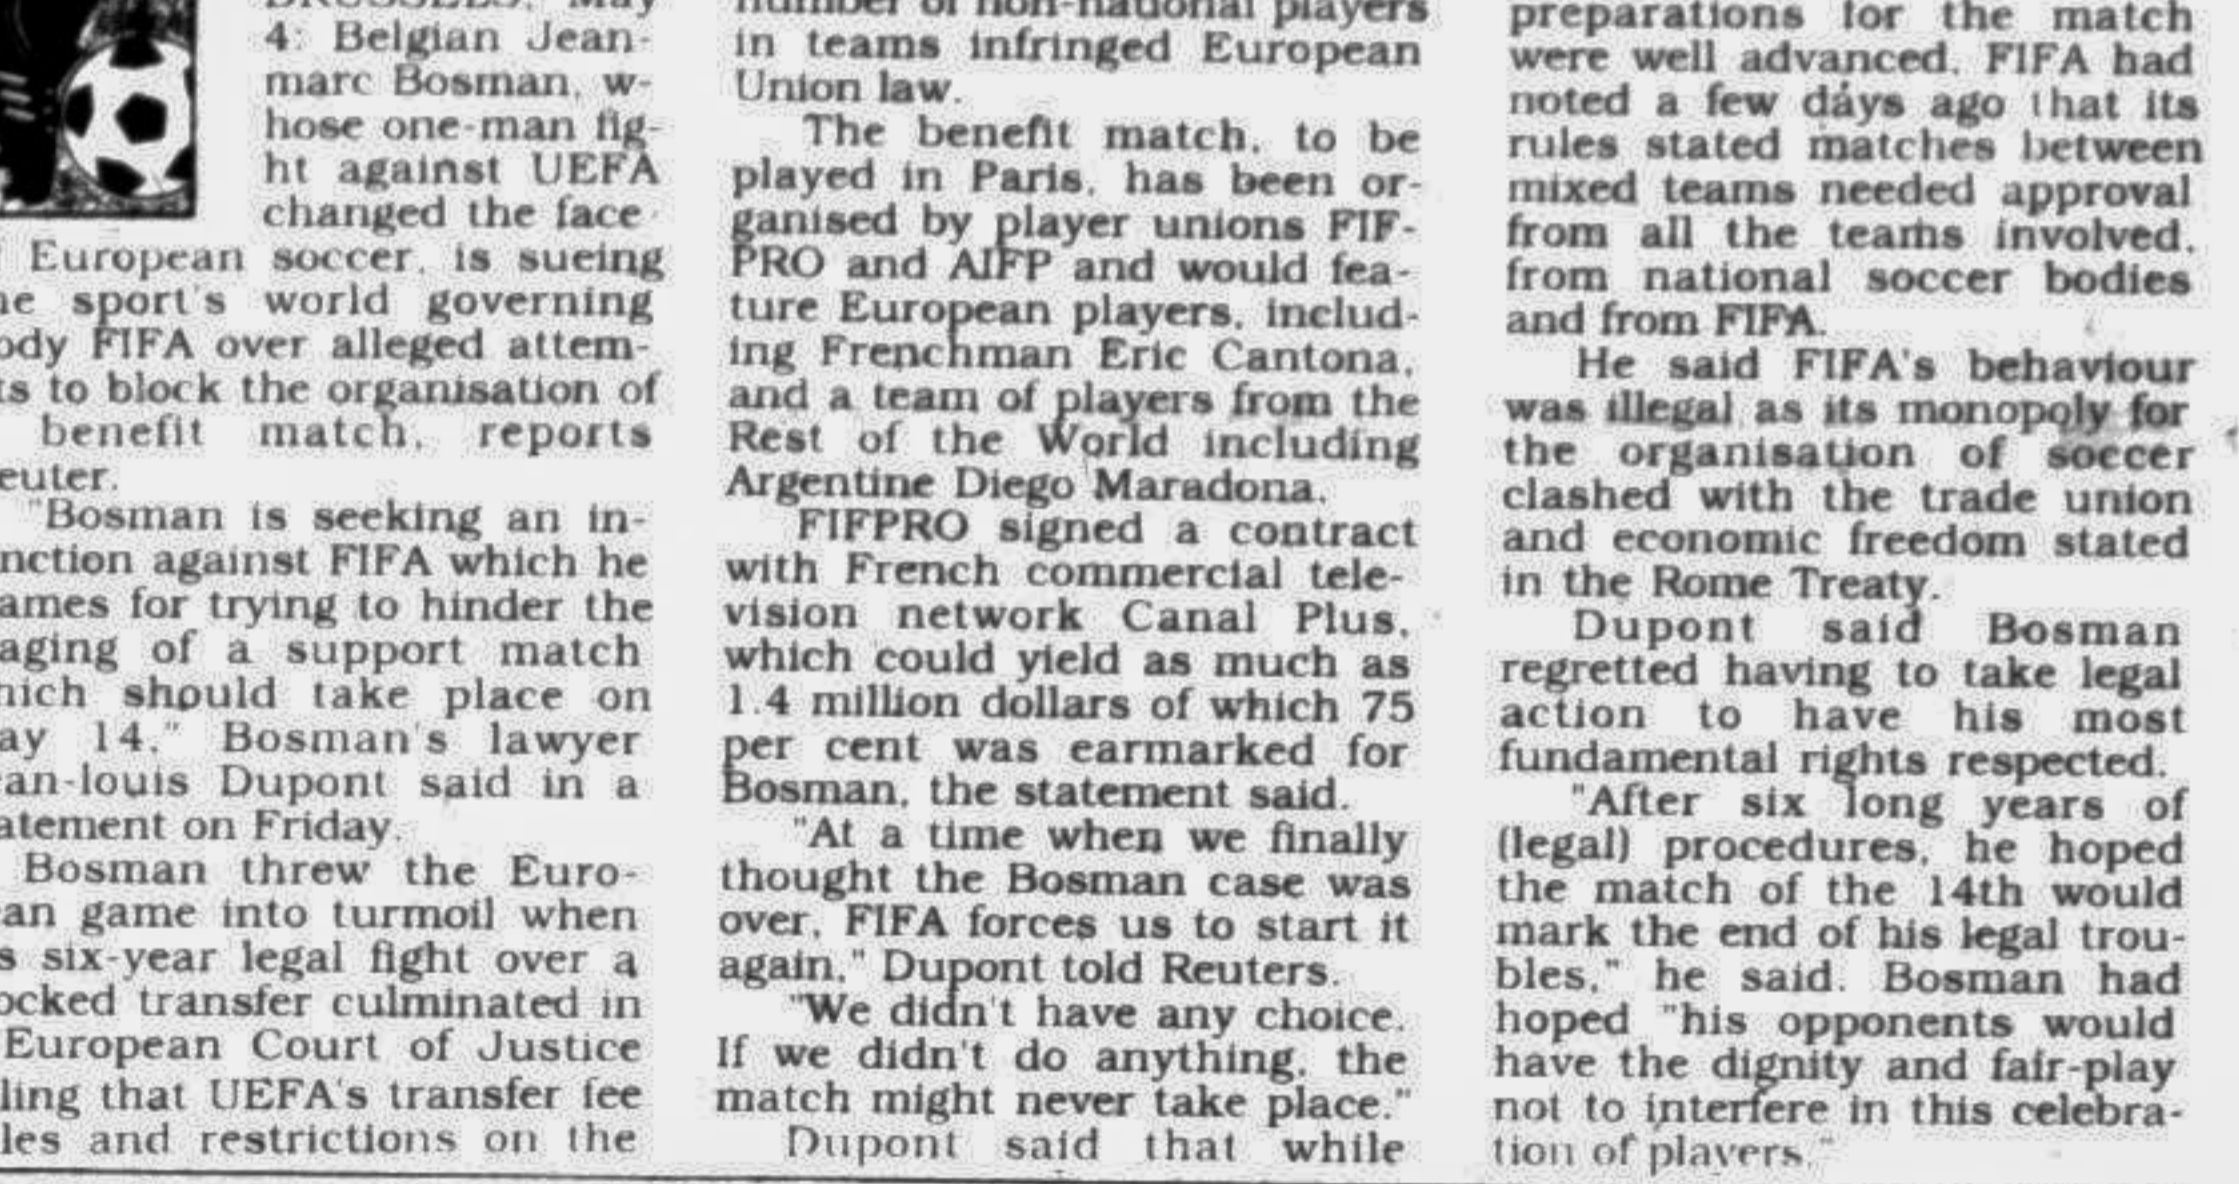 BRUSSELS, May
4: Belgian Jean-
marc Bosman, w-
hose one-man fig-
ht against UEFA
changed the face
European soccer, is sueing
sport's world governing
FIFA over alleged attem-
to block the organisation of
benefit match, reports
"Bosman is seeking an in-
against FIFA which he
for trying to hinder the
of a support match
should take place on
14." Bosman's lawyer
Dupont said in a
on Friday.
Bosman threw the Euro-
game into turmoil when
six-year legal fight over a
transfer culminated in
European Court of Justice
that UEFA's transfer fee
and restrictions on the
number of non-national players
in teams infringed European
Union law.
The benefit match, to be
played in Paris, has been or-
ganised by player unions FIF-
PRO and AIFP and would fea-
ture European players, includ-
ing Frenchman Eric Cantona,
and a team of players from the
Rest of the World including
Argentine Diego Maradona.
FIFPRO signed a contract
with French commercial tele-
vision network Canal Plus,
which could yield as much as
1.4 million dollars of which 75
per cent was earmarked for
Bosman, the statement said.
"At a time when we finally
thought the Bosman case was
over, FIFA forces us to start it
again," Dupont told Reuters.
"We didn't have any choice.
If we didn't do anything, the
match might never take place."
Dupont said that while
preparations for the match
were well advanced, FIFA had
noted a few days ago that its
rules stated matches between
mixed teams needed approval
from all the teams involved,
from national soccer bodies
and from FIFA.
He said FIFA's behaviour
was illegal as its monopoly for
the organisation of soccer
clashed with the trade union
and economic freedom stated
in the Rome Treaty.
Dupont said Bosman
regretted having to take legal
action to have his most
fundamental rights respected.
"After six long years of
(legal) procedures, he hoped
the match of the 14th would
mark the end of his legal trou-
bles," he said. Bosman had
hoped "his opponents would
have the dignity and fair-play
not to interfere in this celebra-
tion of players."